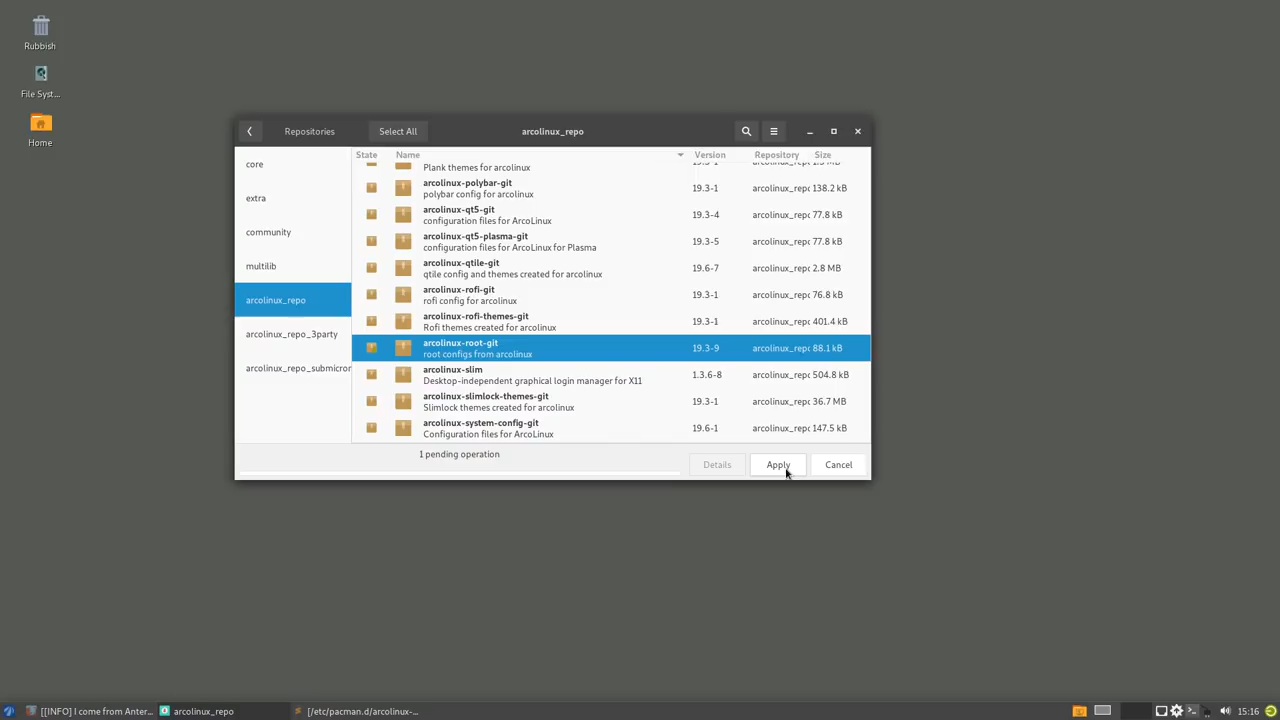 Rubbish
File Syst...
Home
Repositories
Select All
arcolinux_repo
State
Name
Version
Repository
Size
core
extra
community
multilib
arcolinux_repo
arcolinux_repo_3party
arcolinux_repo_submicron
Plank themes for arcolinux
arcolinux-polybar-git
polybar config for arcolinux
19.3-1 arcolinux_repo 138.2 kB
arcolinux-qt5-git
configuration files for ArcoLinux
19.3-4 arcolinux_repo 77.8 kB
arcolinux-qt5-plasma-git
configuration files for ArcoLinux for Plasma
19.3-5 arcolinux_repo 77.8 kB
arcolinux-qtile-git
qtile config and themes created for arcolinux
19.6-7 arcolinux_repo 2.8 MB
arcolinux-rofi-git
rofi config for arcolinux
19.3-1 arcolinux_repo 76.8 kB
arcolinux-rofi-themes-git
Rofi themes created for arcolinux
19.3-1 arcolinux_repo 401.4 kB
arcolinux-root-git
root configs from arcolinux
19.3-9 arcolinux_repo 88.1 kB
arcolinux-slim
Desktop-independent graphical login manager for X11
1.3.6-8 arcolinux_repo 504.8 kB
arcolinux-slimlock-themes-git
Slimlock themes created for arcolinux
19.3-1 arcolinux_repo 36.7 MB
arcolinux-system-config-git
Configuration files for ArcoLinux
19.6-1 arcolinux_repo 147.5 kB
1 pending operation
Details
Apply
Cancel
[[INFO] I come from Anter...
arcolinux_repo
[/etc/pacman.d/arcolinux-...
15:16